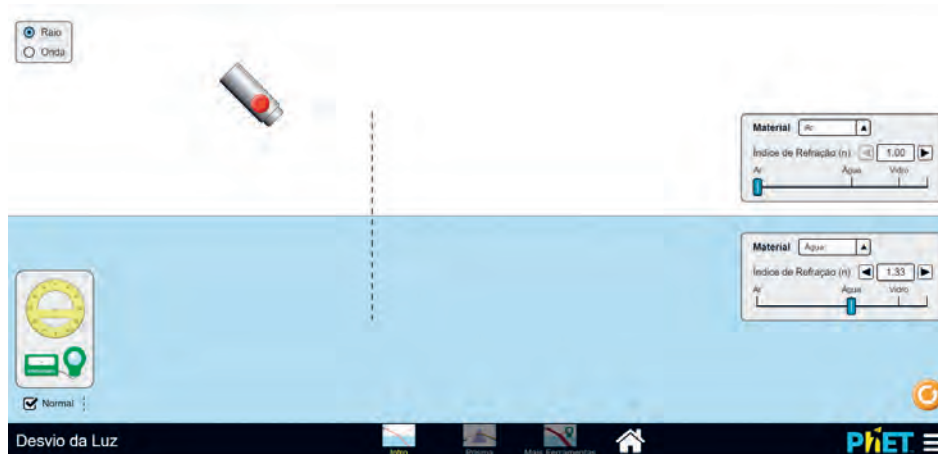 Raio
Onda
Material Ar
Índice de Refração (n) 1.00
Ar Água Vidro
Material Água
Índice de Refração (n) 1.33
Ar Água Vidro
Normal
Desvio da Luz
Intro Prisma Mais Ferramentas
PhET